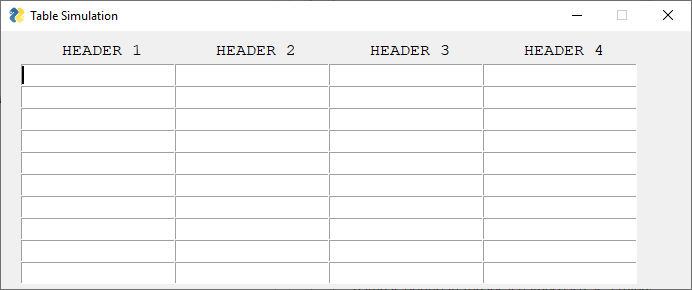 Table Simulation
HEADER 1 HEADER 2 HEADER 3 HEADER 4